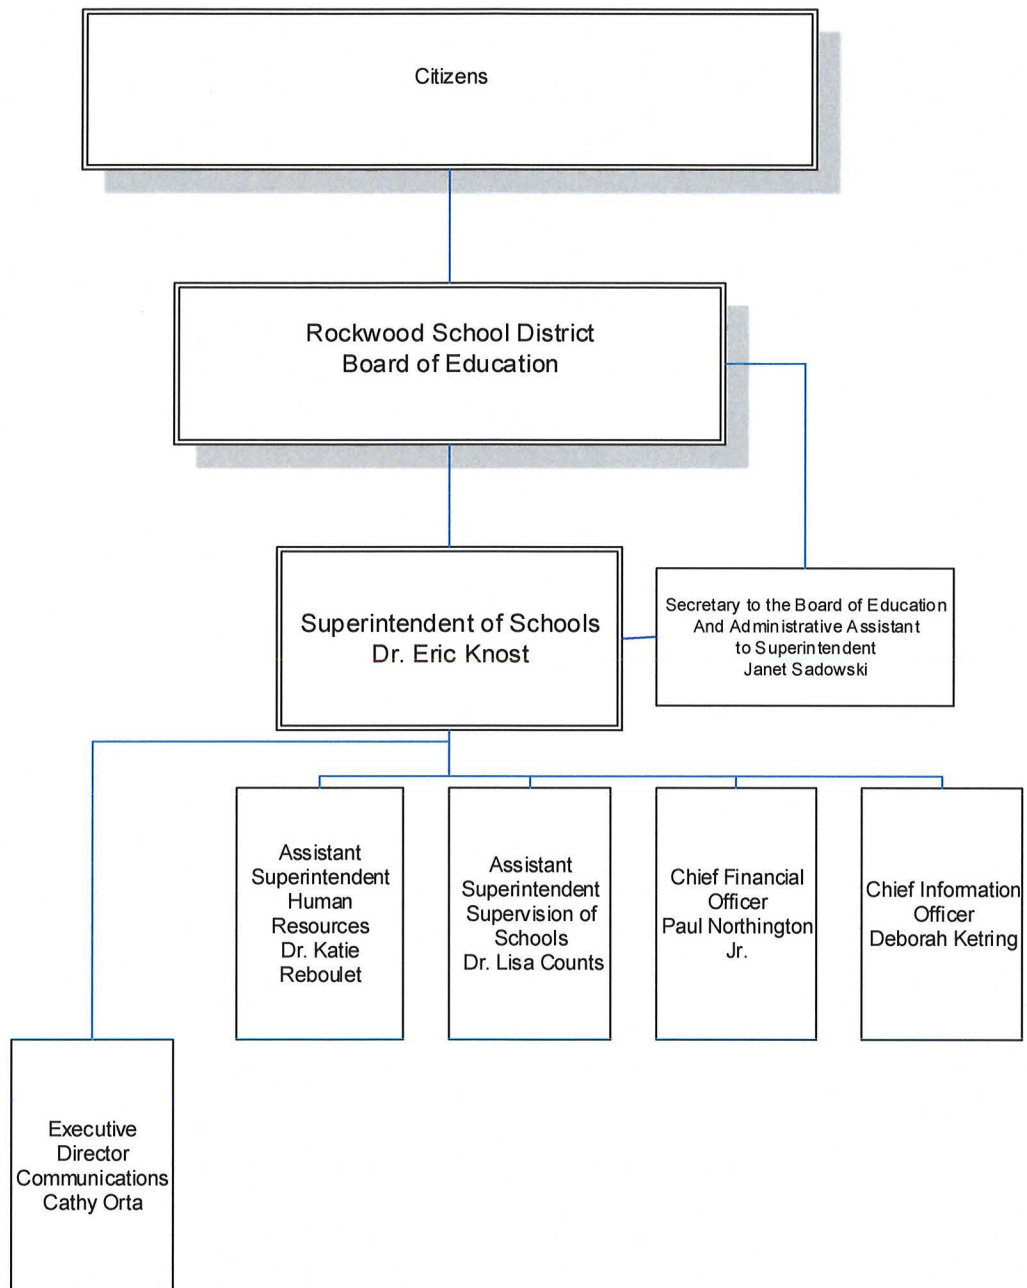 Citizens
Rockwood School District
Board of Education
Superintendent of Schools
Dr. Eric Knost
Secretary to the Board of Education
And Administrative Assistant
to Superintendent
Janet Sadowski
Assistant
Superintendent
Human
Resources
Dr. Katie
Reboulet
Assistant
Superintendent
Supervision of
Schools
Dr. Lisa Counts
Chief Financial
Officer
Paul Northington
Jr.
Chief Information
Officer
Deborah Ketring
Executive
Director
Communications
Cathy Orta